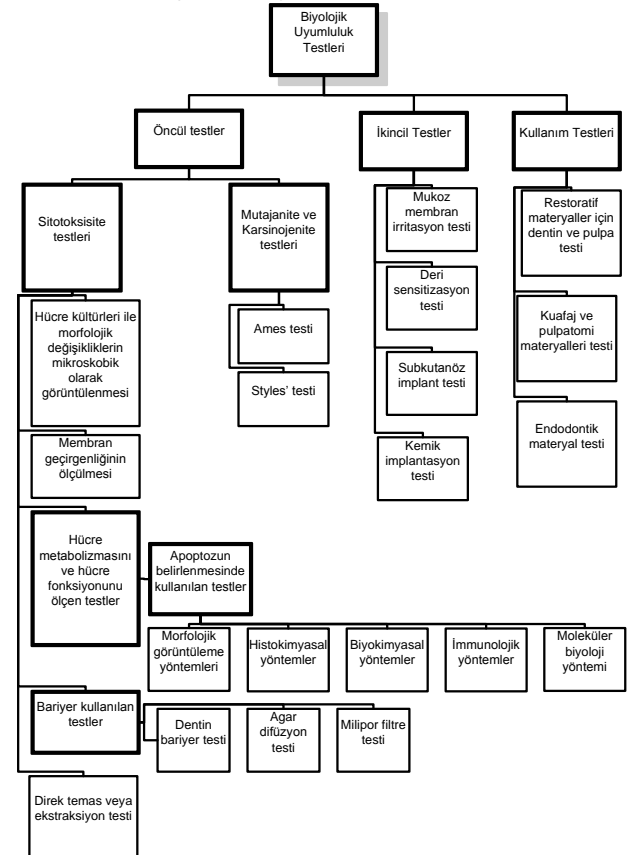 Biyolojik
Uyumluluk
Testleri
Öncül testler
İkincil Testler
Kullanım Testleri
Sitotoksisite
testleri
Mutajanite ve
Karsinojenite
testleri
Mukoz
membran
irritasyon testi
Restoratif
materyaller için
dentin ve pulpa
testi
Hücre kültürleri ile
morfolojik
değişikliklerin
mikroskobik
olarak
görüntülenmesi
Ames testi
Deri
sensitizasyon
testi
Kuafaj ve
pulpatomi
materyalleri testi
Styles’ testi
Subkutanöz
implant testi
Membran
geçirgenliğinin
ölçülmesi
Kemik
implantasyon
testi
Endodontik
materyal testi
Hücre
metabolizmasını
ve hücre
fonksiyonunu
ölçen testler
Apoptozun
belirlenmesinde
kullanılan testler
Morfolojik
görüntüleme
yöntemleri
Histokimyasal
yöntemler
Biyokimyasal
yöntemler
İmmunolojik
yöntemler
Moleküler
biyoloji
yöntemi
Bariyer kullanılan
testler
Dentin
bariyer testi
Agar
difüzyon
testi
Milipor filtre
testi
Direk temas veya
ekstraksiyon testi